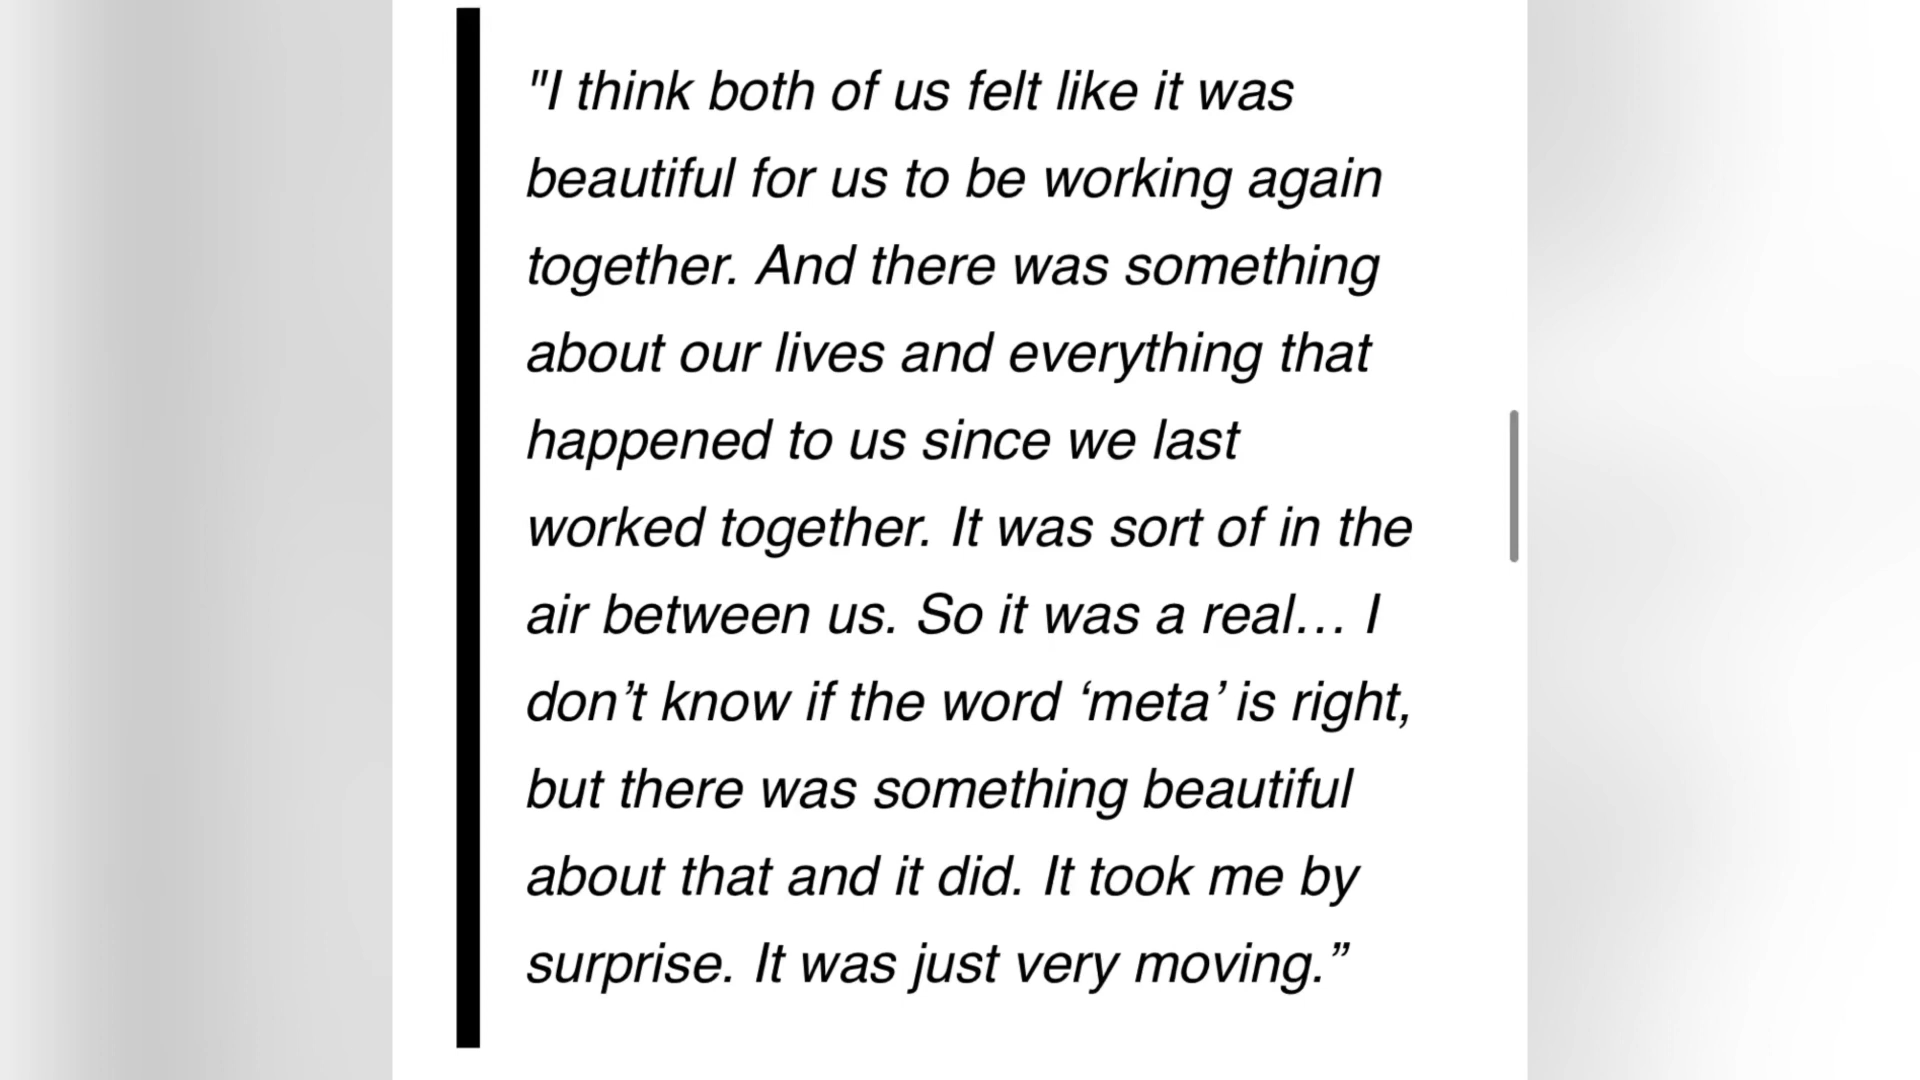 "I think both of us felt like it was
beautiful for us to be working again
together. And there was something
about our lives and everything that
happened to us since we last
worked together. It was sort of in the
air between us. So it was a real… I
don’t know if the word ‘meta’ is right,
but there was something beautiful
about that and it did. It took me by
surprise. It was just very moving.”